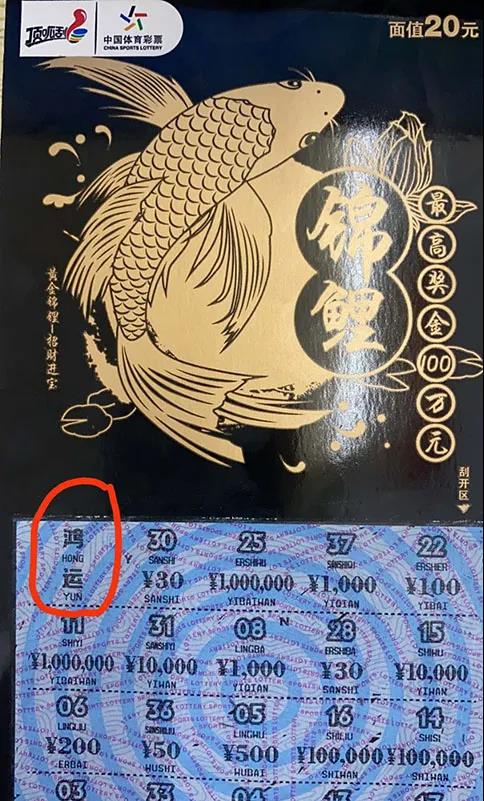 顶呱刮
中国体育彩票
CHINA SPORTS LOTTERY
面值20元
锦鲤
最高奖金100万元
黄金锦鲤—招财进宝
刮开区
鸿 30 25 37 22
HONG SANSHI ERSHIWU SANSHIQI ERSHIER
运 ¥30 ¥1,000,000 ¥1,000 ¥100
YUN SANSHI YIBAIWAN YIQIAN YIBAI
11 31 08 28 15
SHIYI SANSHIYI LINGBA ERSHIBA SHIWU
¥1,000,000 ¥10,000 ¥1,000 ¥30 ¥10,000
YIBAIWAN YIWAN YIQIAN SANSHI YIWAN
06 36 05 16 14
LINGLIU SANSHILIU LINGWU SHILIU SHISI
¥200 ¥50 ¥500 ¥100,000 ¥100,000
ERBAI WUSHI WUBAI SHIWAN SHIWAN
03 33